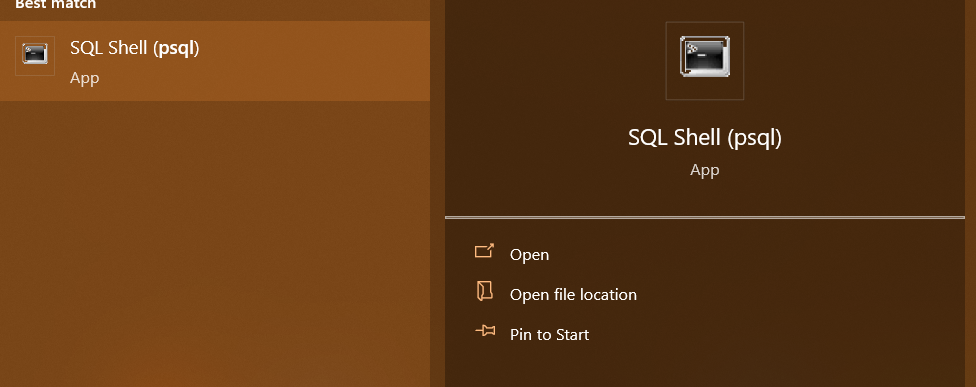 Best match
SQL Shell (psql)
App
SQL Shell (psql)
App
Open
Open file location
Pin to Start